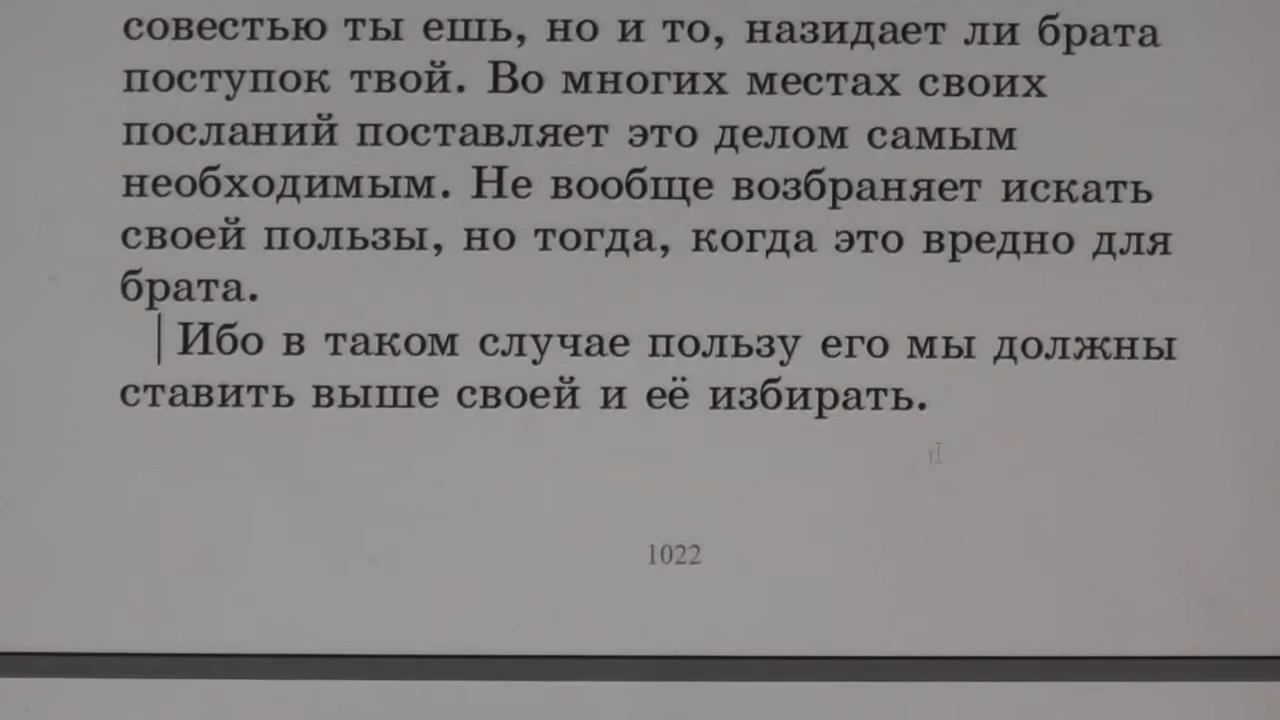 совестью ты ешь, но и то, назидает ли брата
поступок твой. Во многих местах своих
посланий поставляет это делом самым
необходимым. Не вообще возбраняет искать
своей пользы, но тогда, когда это вредно для
брата.
Ибо в таком случае пользу его мы должны
ставить выше своей и её избирать.
1022